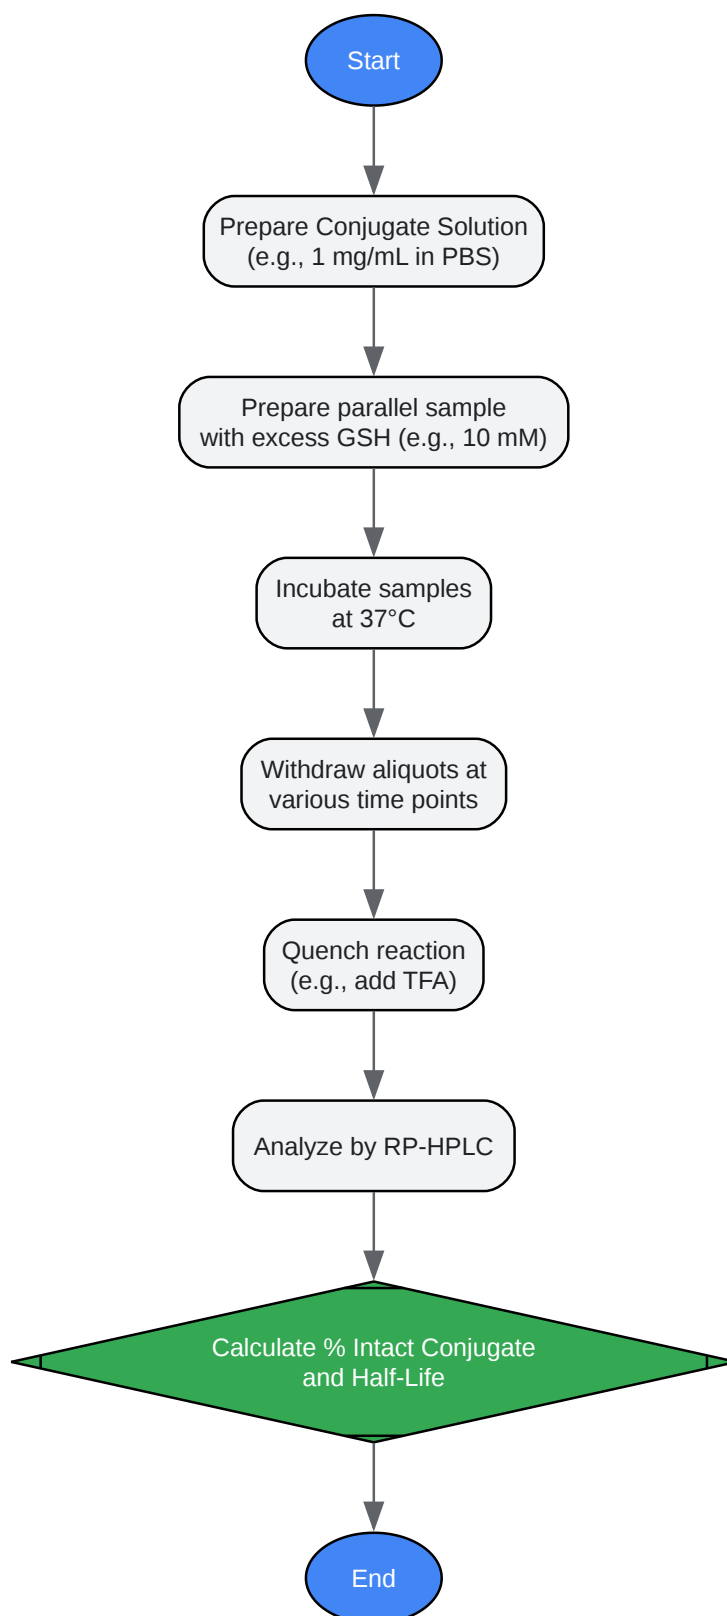 Start
Prepare Conjugate Solution
(e.g., 1 mg/mL in PBS)
Prepare parallel sample
with excess GSH (e.g., 10 mM)
Incubate samples
at 37°C
Withdraw aliquots at
various time points
Quench reaction
(e.g., add TFA)
Analyze by RP-HPLC
Calculate % Intact Conjugate
and Half-Life
End